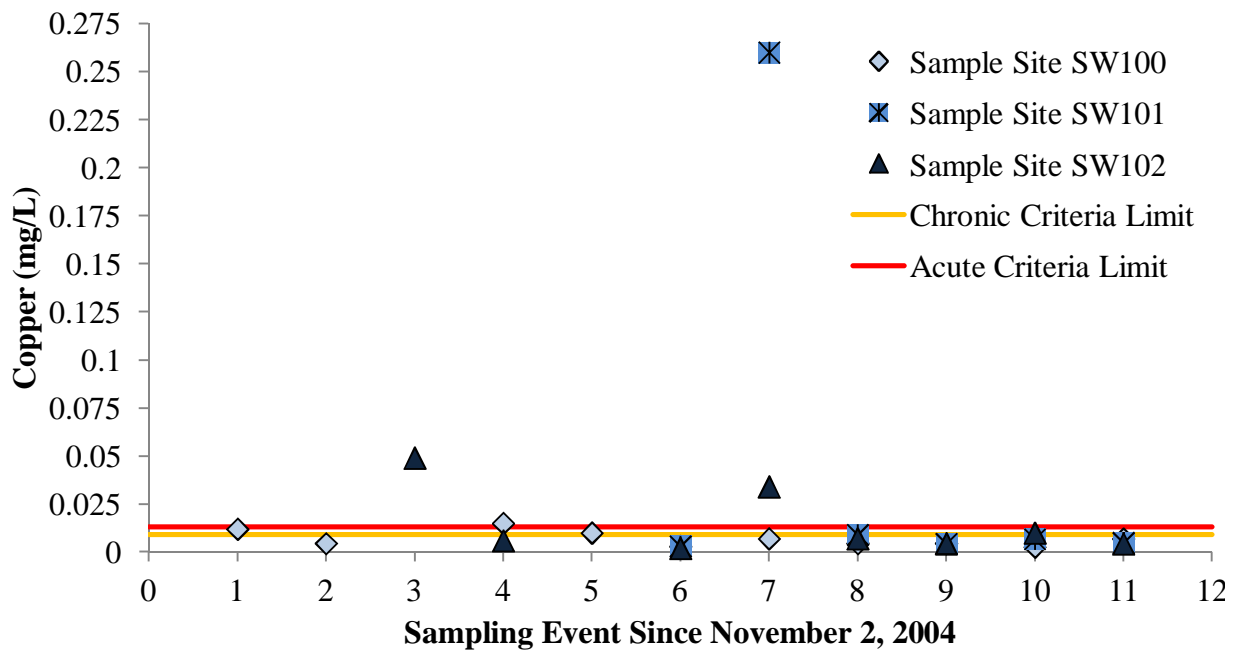 0.275
0.25
0.225
0.2
0.175
0.15
0.125
0.1
0.075
0.05
0.025
0
Copper (mg/L)
Sample Site SW100
Sample Site SW101
Sample Site SW102
Chronic Criteria Limit
Acute Criteria Limit
0 1 2 3 4 5 6 7 8 9 10 11 12
Sampling Event Since November 2, 2004